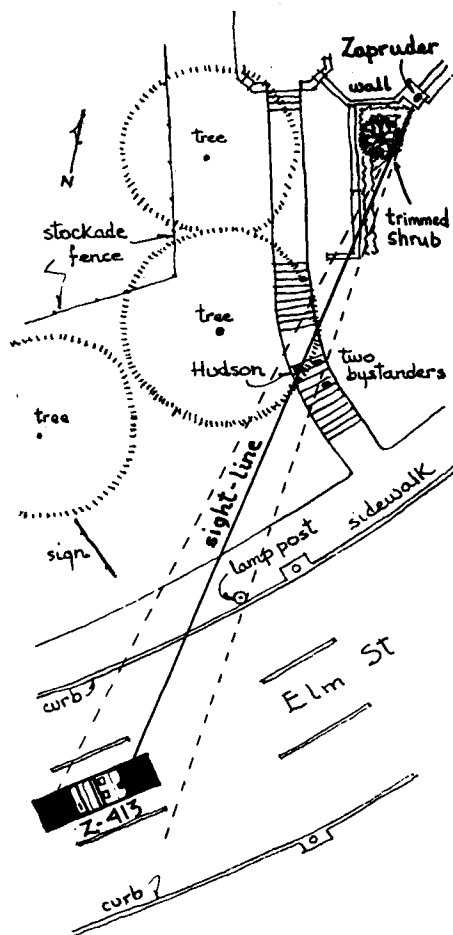 Zapruder
wall
tree
N
trimmed
shrub
stockade
fence
tree
Hudson
two
bystanders
tree
sight-line
sign
lamp post
sidewalk
Elm St
curb
Z-413
curb